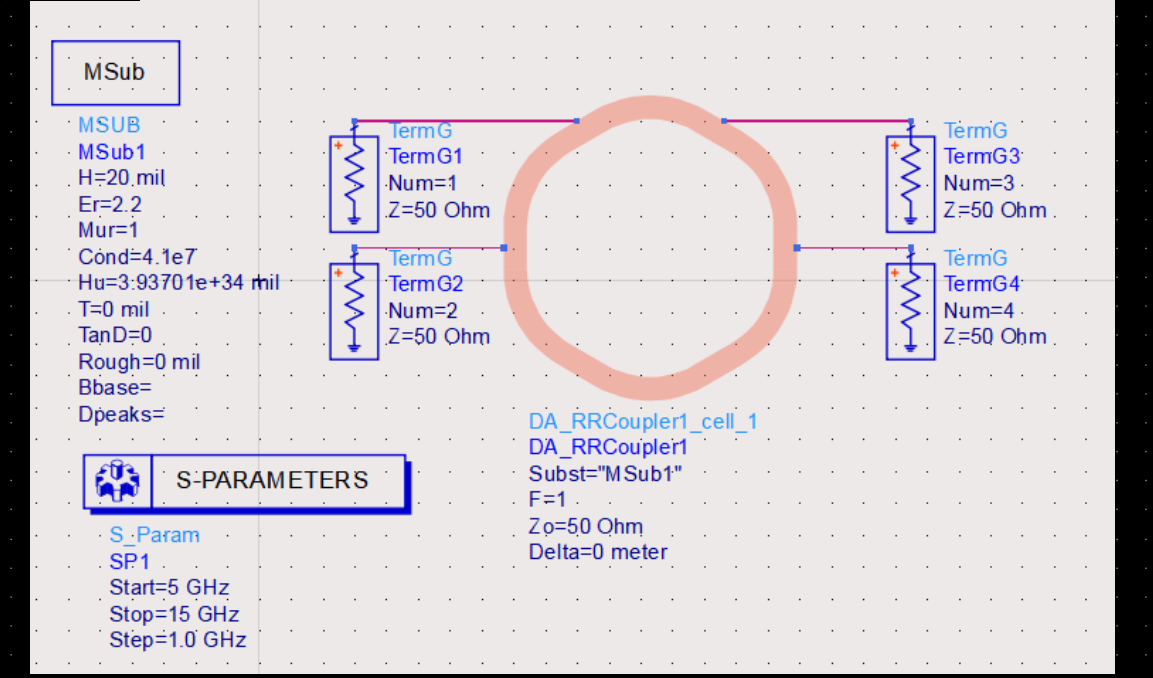 MSub
MSUB
MSub1
H=20 mil
Er=2.2
Mur=1
Cond=4.1e7
Hu=3.93701e+34 mil
T=0 mil
TanD=0
Rough=0 mil
Bbase=
Dpeaks=
TermG
TermG1
Num=1
Z=50 Ohm
TermG
TermG2
Num=2
Z=50 Ohm
TermG
TermG3
Num=3
Z=50 Ohm
TermG
TermG4
Num=4
Z=50 Ohm
DA_RRCoupler1_cell_1
DA_RRCoupler1
Subst="MSub1"
F=1
Zo=50 Ohm
Delta=0 meter
S-PARAMETERS
S_Param
SP1
Start=5 GHz
Stop=15 GHz
Step=1.0 GHz